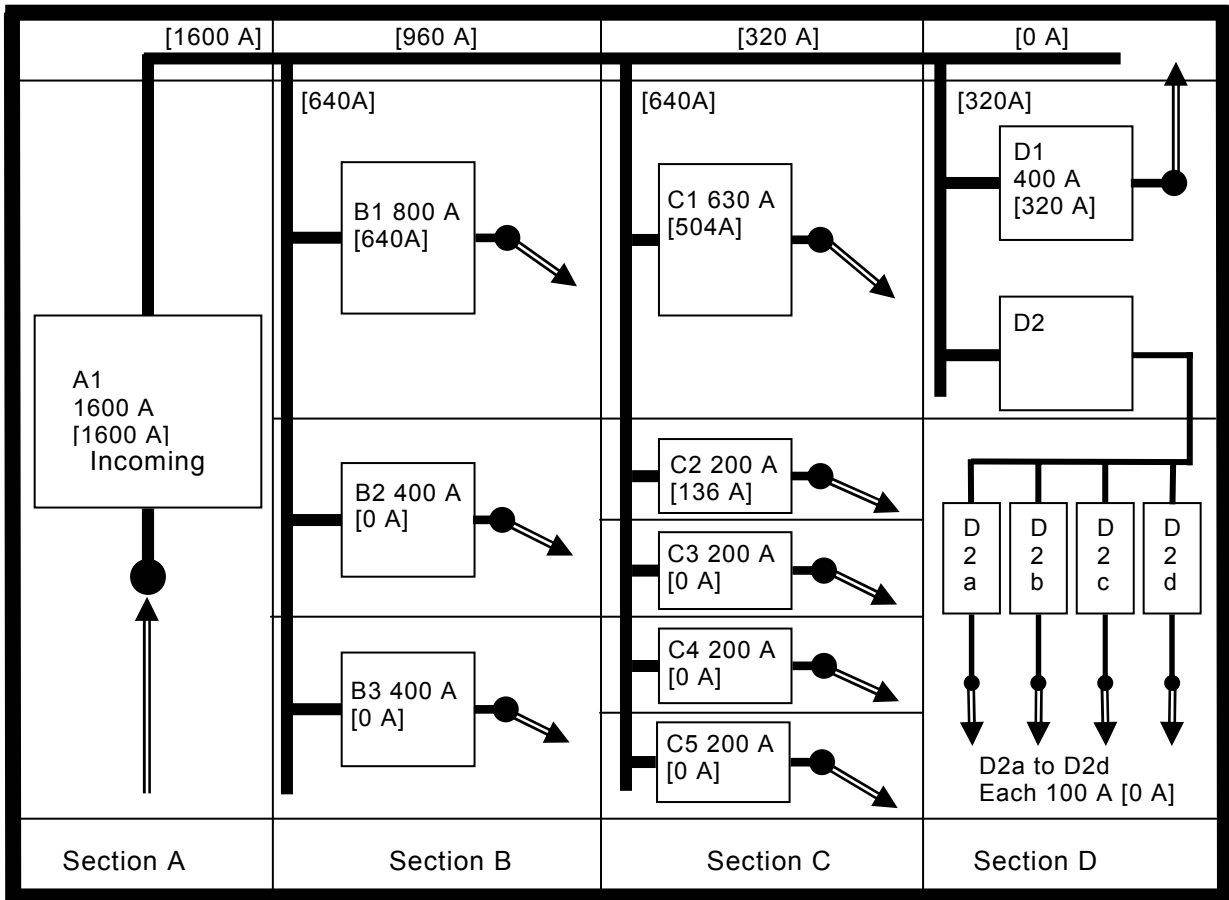 [1600 A]
[960 A]
[320 A]
[0 A]
A1
1600 A
[1600 A]
Incoming
[640A]
B1 800 A
[640A]
B2 400 A
[0 A]
B3 400 A
[0 A]
[640A]
C1 630 A
[504A]
C2 200 A
[136 A]
C3 200 A
[0 A]
C4 200 A
[0 A]
C5 200 A
[0 A]
[320A]
D1
400 A
[320 A]
D2
D
2
a
D
2
b
D
2
c
D
2
d
D2a to D2d
Each 100 A [0 A]
Section A
Section B
Section C
Section D